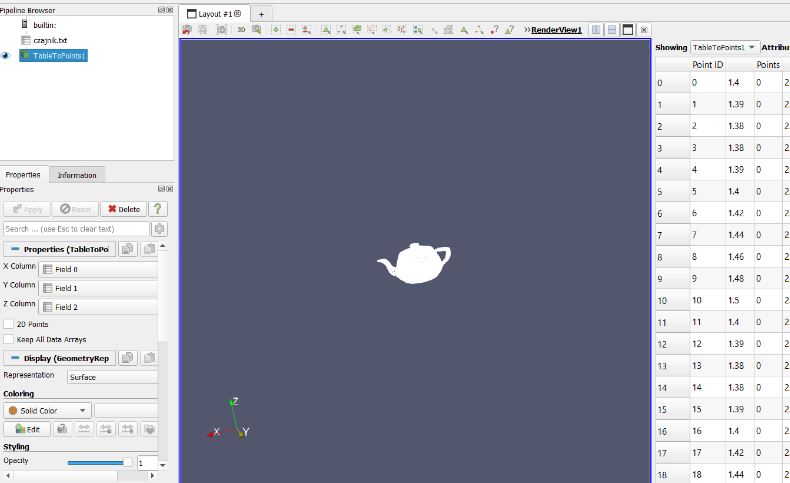 Pipeline Browser
builtin:
czajnik.txt
TableToPoints1
Properties
Information
Properties
Apply
Reset
Delete
?
Search ... (use Esc to clear text)
Properties (TableToPoi
X Column
Field 0
Y Column
Field 1
Z Column
Field 2
2D Points
Keep All Data Arrays
Display (GeometryRep
Representation
Surface
Coloring
Solid Color
Edit
Styling
Opacity
1
Layout #1
+
3D
»RenderView1
Z
X
Y
Showing TableToPoints1 Attribu
Point ID Points
0 0 1.4 0 2.
1 1 1.39 0 2.
2 2 1.38 0 2.
3 3 1.38 0 2.
4 4 1.39 0 2.
5 5 1.4 0 2.
6 6 1.42 0 2.
7 7 1.44 0 2.
8 8 1.46 0 2.
9 9 1.48 0 2.
10 10 1.5 0 2.
11 11 1.4 0 2.
12 12 1.39 0 2.
13 13 1.38 0 2.
14 14 1.38 0 2.
15 15 1.39 0 2.
16 16 1.4 0 2.
17 17 1.42 0 2.
18 18 1.44 0 2.